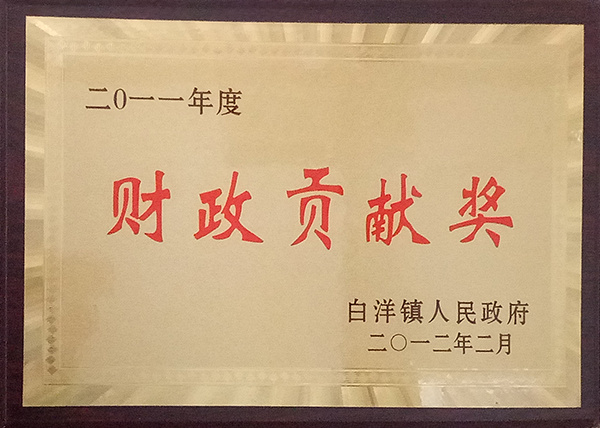 二0一一年度
财政贡献奖
白洋镇人民政府
二〇一二年二月